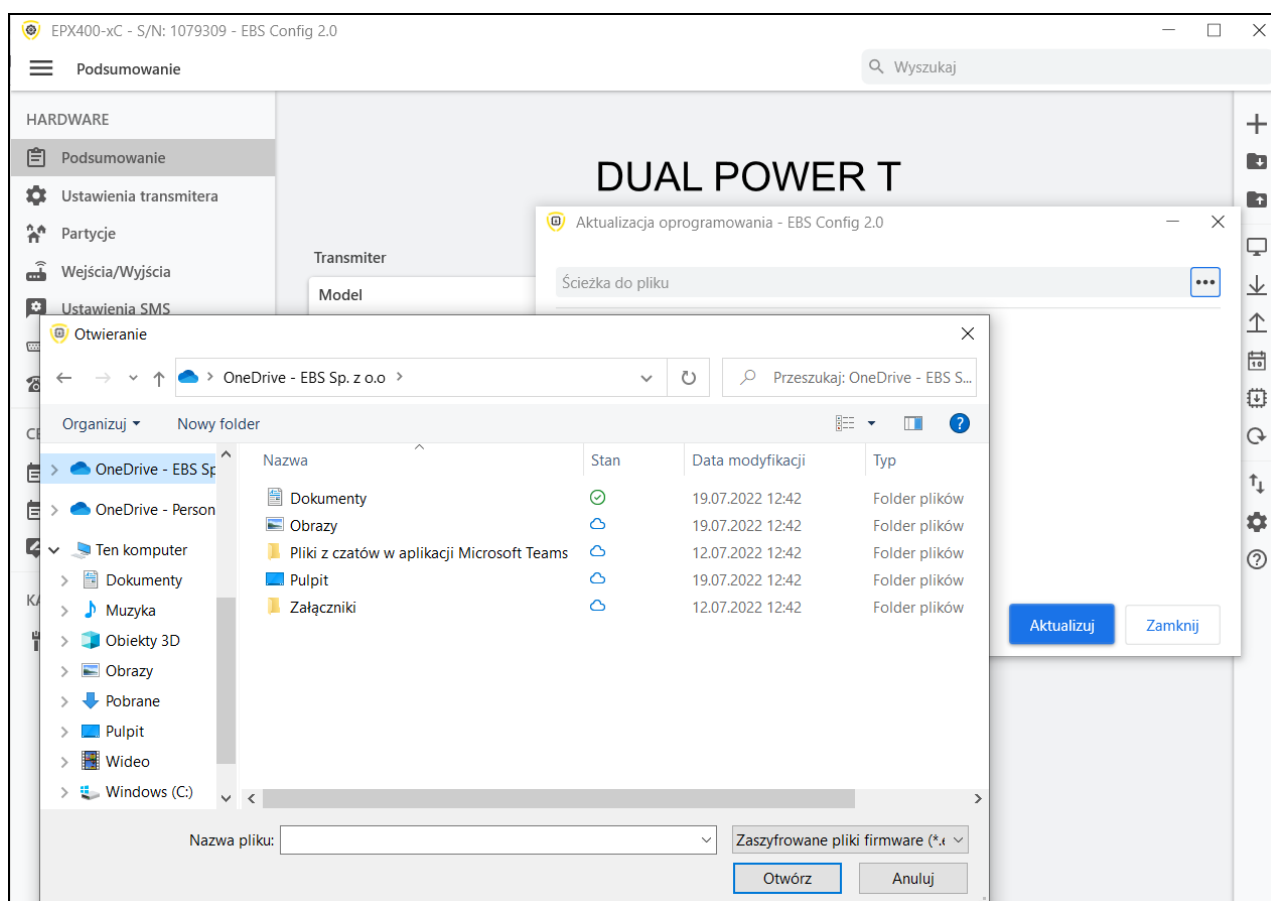 EPX400-xC - S/N: 1079309 - EBS Config 2.0
Podsumowanie
Wyszukaj
HARDWARE
Podsumowanie
Ustawienia transmitera
Partycje
Wejścia/Wyjścia
Ustawienia SMS
DUAL POWER T
Transmiter
Model
Aktualizacja oprogramowania - EBS Config 2.0
Ścieżka do pliku
Aktualizuj
Zamknij
Otwieranie
OneDrive - EBS Sp. z o.o
Przeszukaj: OneDrive - EBS S...
Organizuj
Nowy folder
OneDrive - EBS Sp
OneDrive - Person
Ten komputer
Dokumenty
Muzyka
Obiekty 3D
Obrazy
Pobrane
Pulpit
Wideo
Windows (C:)
Nazwa Stan Data modyfikacji Typ
Dokumenty 19.07.2022 12:42 Folder plików
Obrazy 19.07.2022 12:42 Folder plików
Pliki z czatów w aplikacji Microsoft Teams 12.07.2022 12:42 Folder plików
Pulpit 19.07.2022 12:42 Folder plików
Załączniki 12.07.2022 12:42 Folder plików
Nazwa pliku:
Zaszyfrowane pliki firmware (*.e
Otwórz
Anuluj